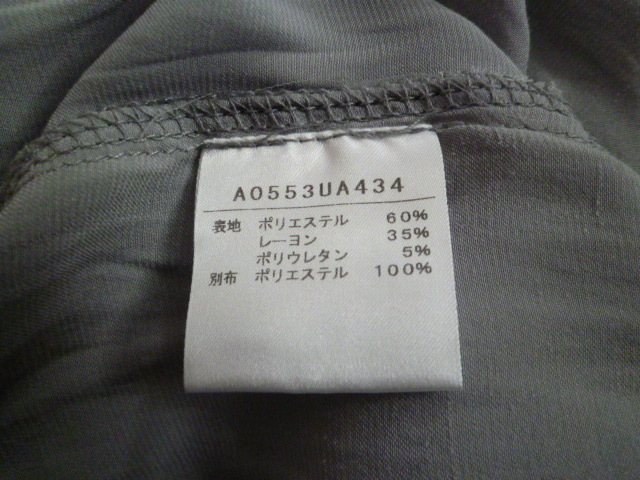 A0553UA434
表地 ポリエステル 60%
レーヨン 35%
ポリウレタン 5%
別布 ポリエステル 100%